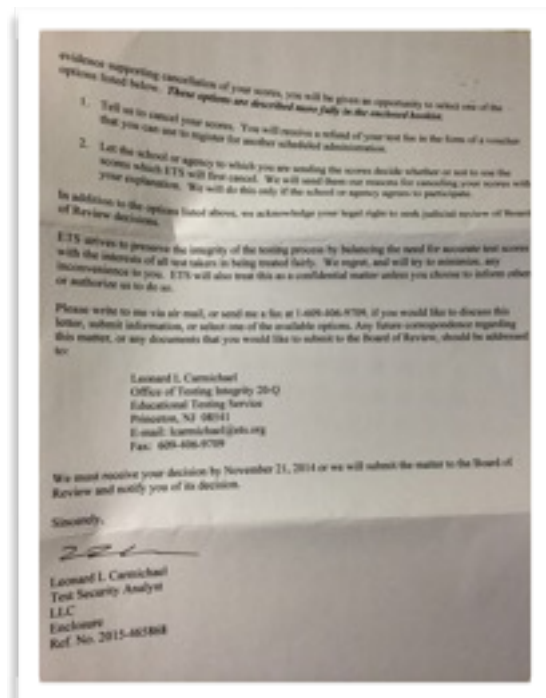 evidence supporting cancellation of your scores, you will be given an opportunity to select one of the
options listed below. These options are described more fully in the enclosed booklet.
1. Tell us to cancel your scores. You will receive a refund of your test fee in the form of a voucher
that you can use to register for another scheduled administration.
2. Let the school or agency to which you are sending the scores decide whether or not to use the
scores which ETS will first cancel. We will send them our reasons for canceling your scores with
your explanation. We will do this only if the school or agency agrees to participate.
In addition to the options listed above, we acknowledge your legal right to seek judicial review of Board
of Review decisions.
ETS strives to preserve the integrity of the testing process by balancing the need for accurate test scores
with the interests of all test takers in being treated fairly. We regret, and will try to minimize, any
inconvenience to you. ETS will also treat this as a confidential matter unless you choose to inform other
or authorize us to do so.
Please write to me via air mail, or send me a fax at 1-609-406-9709, if you would like to discuss this
letter, submit information, or select one of the available options. Any future correspondence regarding
this matter, or any documents that you would like to submit to the Board of Review, should be addressed
to:
Leonard L Carmichael
Office of Testing Integrity 20-Q
Educational Testing Service
Princeton, NJ 08541
E-mail: lcarmichael@ets.org
Fax: 609-406-9709
We must receive your decision by November 21, 2014 or we will submit the matter to the Board of
Review and notify you of its decision.
Sincerely,
Leonard L Carmichael
Test Security Analyst
LLC
Enclosure
Ref. No. 2015-465868